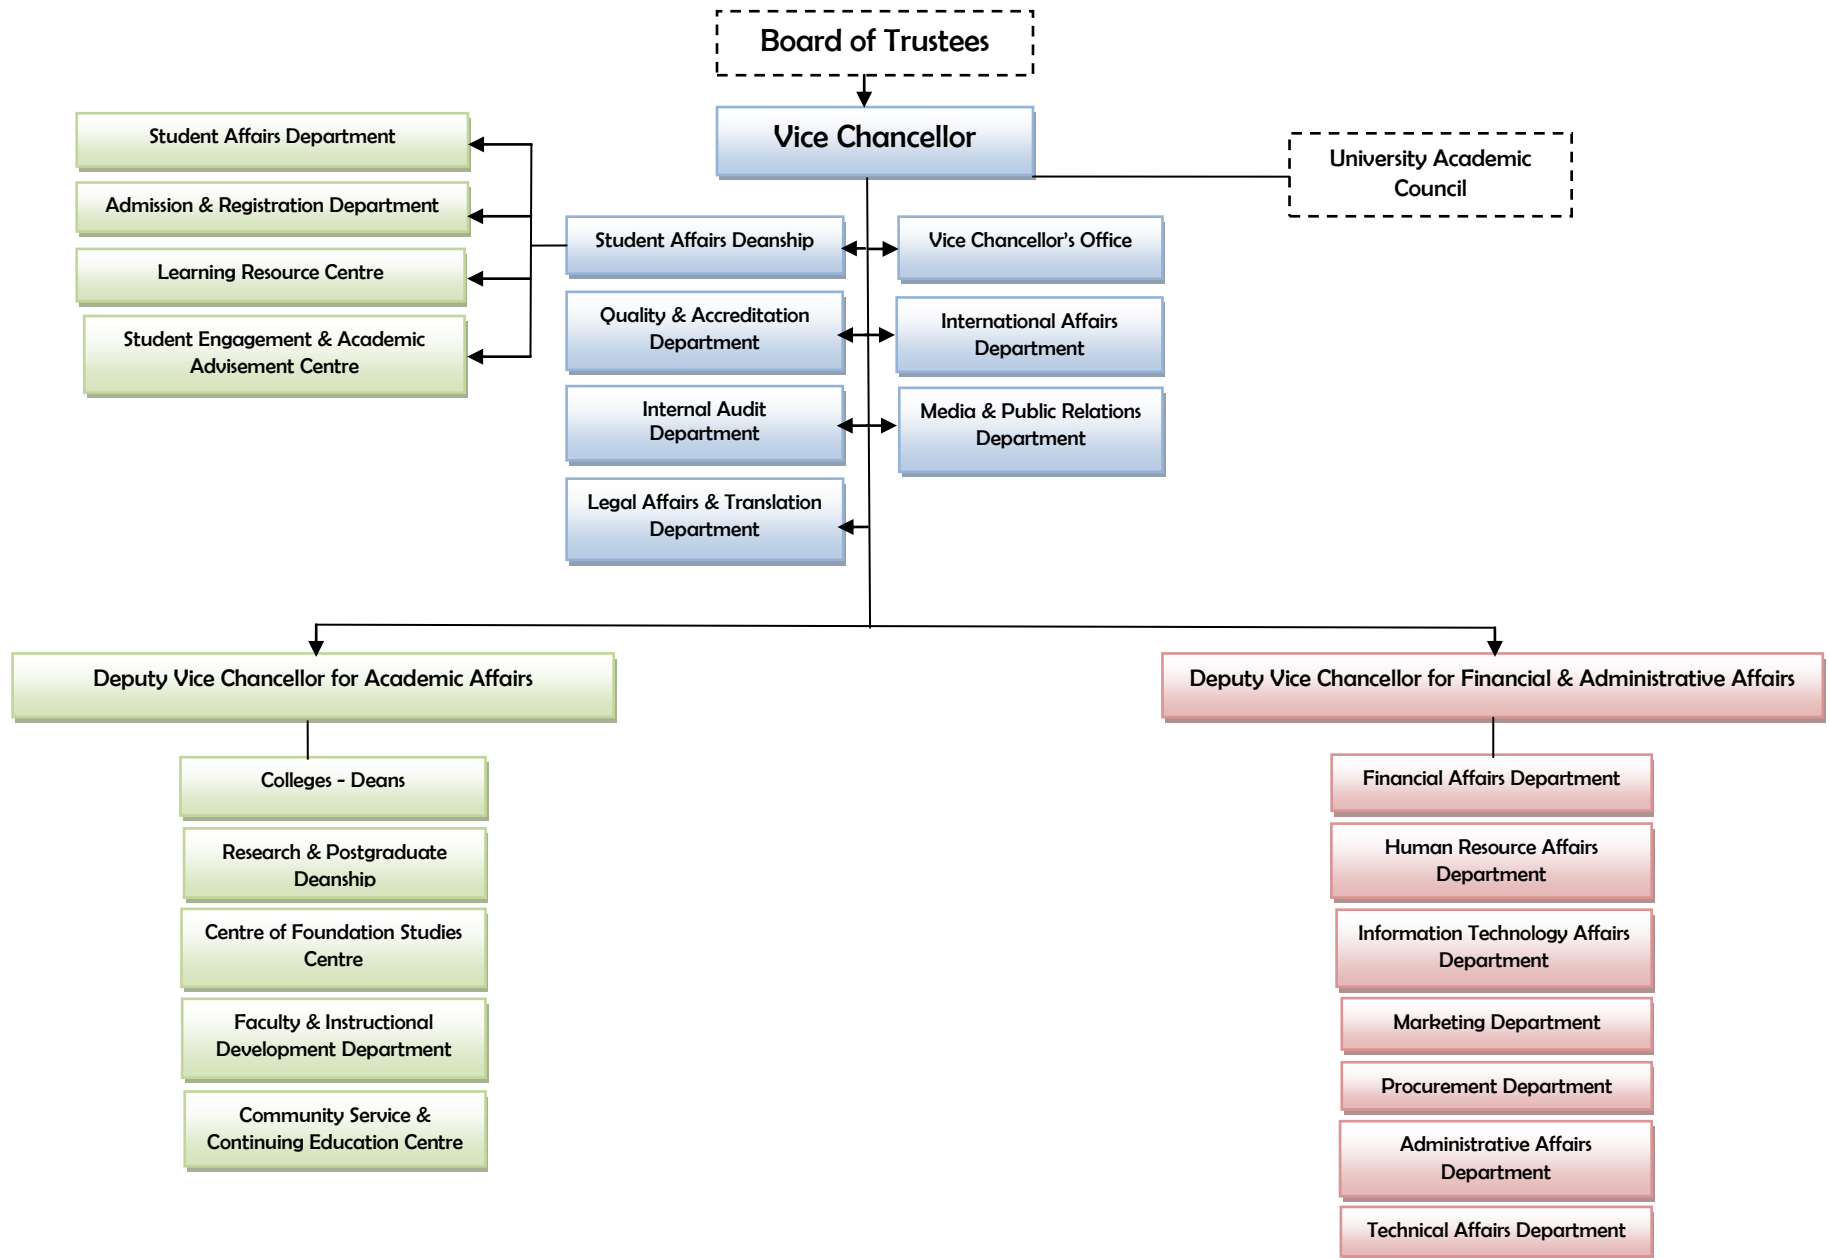 Board of Trustees
Vice Chancellor
University Academic
Council
Student Affairs Department
Admission & Registration Department
Learning Resource Centre
Student Engagement & Academic
Advisement Centre
Student Affairs Deanship
Vice Chancellor's Office
Quality & Accreditation
Department
International Affairs
Department
Internal Audit
Department
Media & Public Relations
Department
Legal Affairs & Translation
Department
Deputy Vice Chancellor for Academic Affairs
Colleges - Deans
Research & Postgraduate
Deanship
Centre of Foundation Studies
Centre
Faculty & Instructional
Development Department
Community Service &
Continuing Education Centre
Deputy Vice Chancellor for Financial & Administrative Affairs
Financial Affairs Department
Human Resource Affairs
Department
Information Technology Affairs
Department
Marketing Department
Procurement Department
Administrative Affairs
Department
Technical Affairs Department